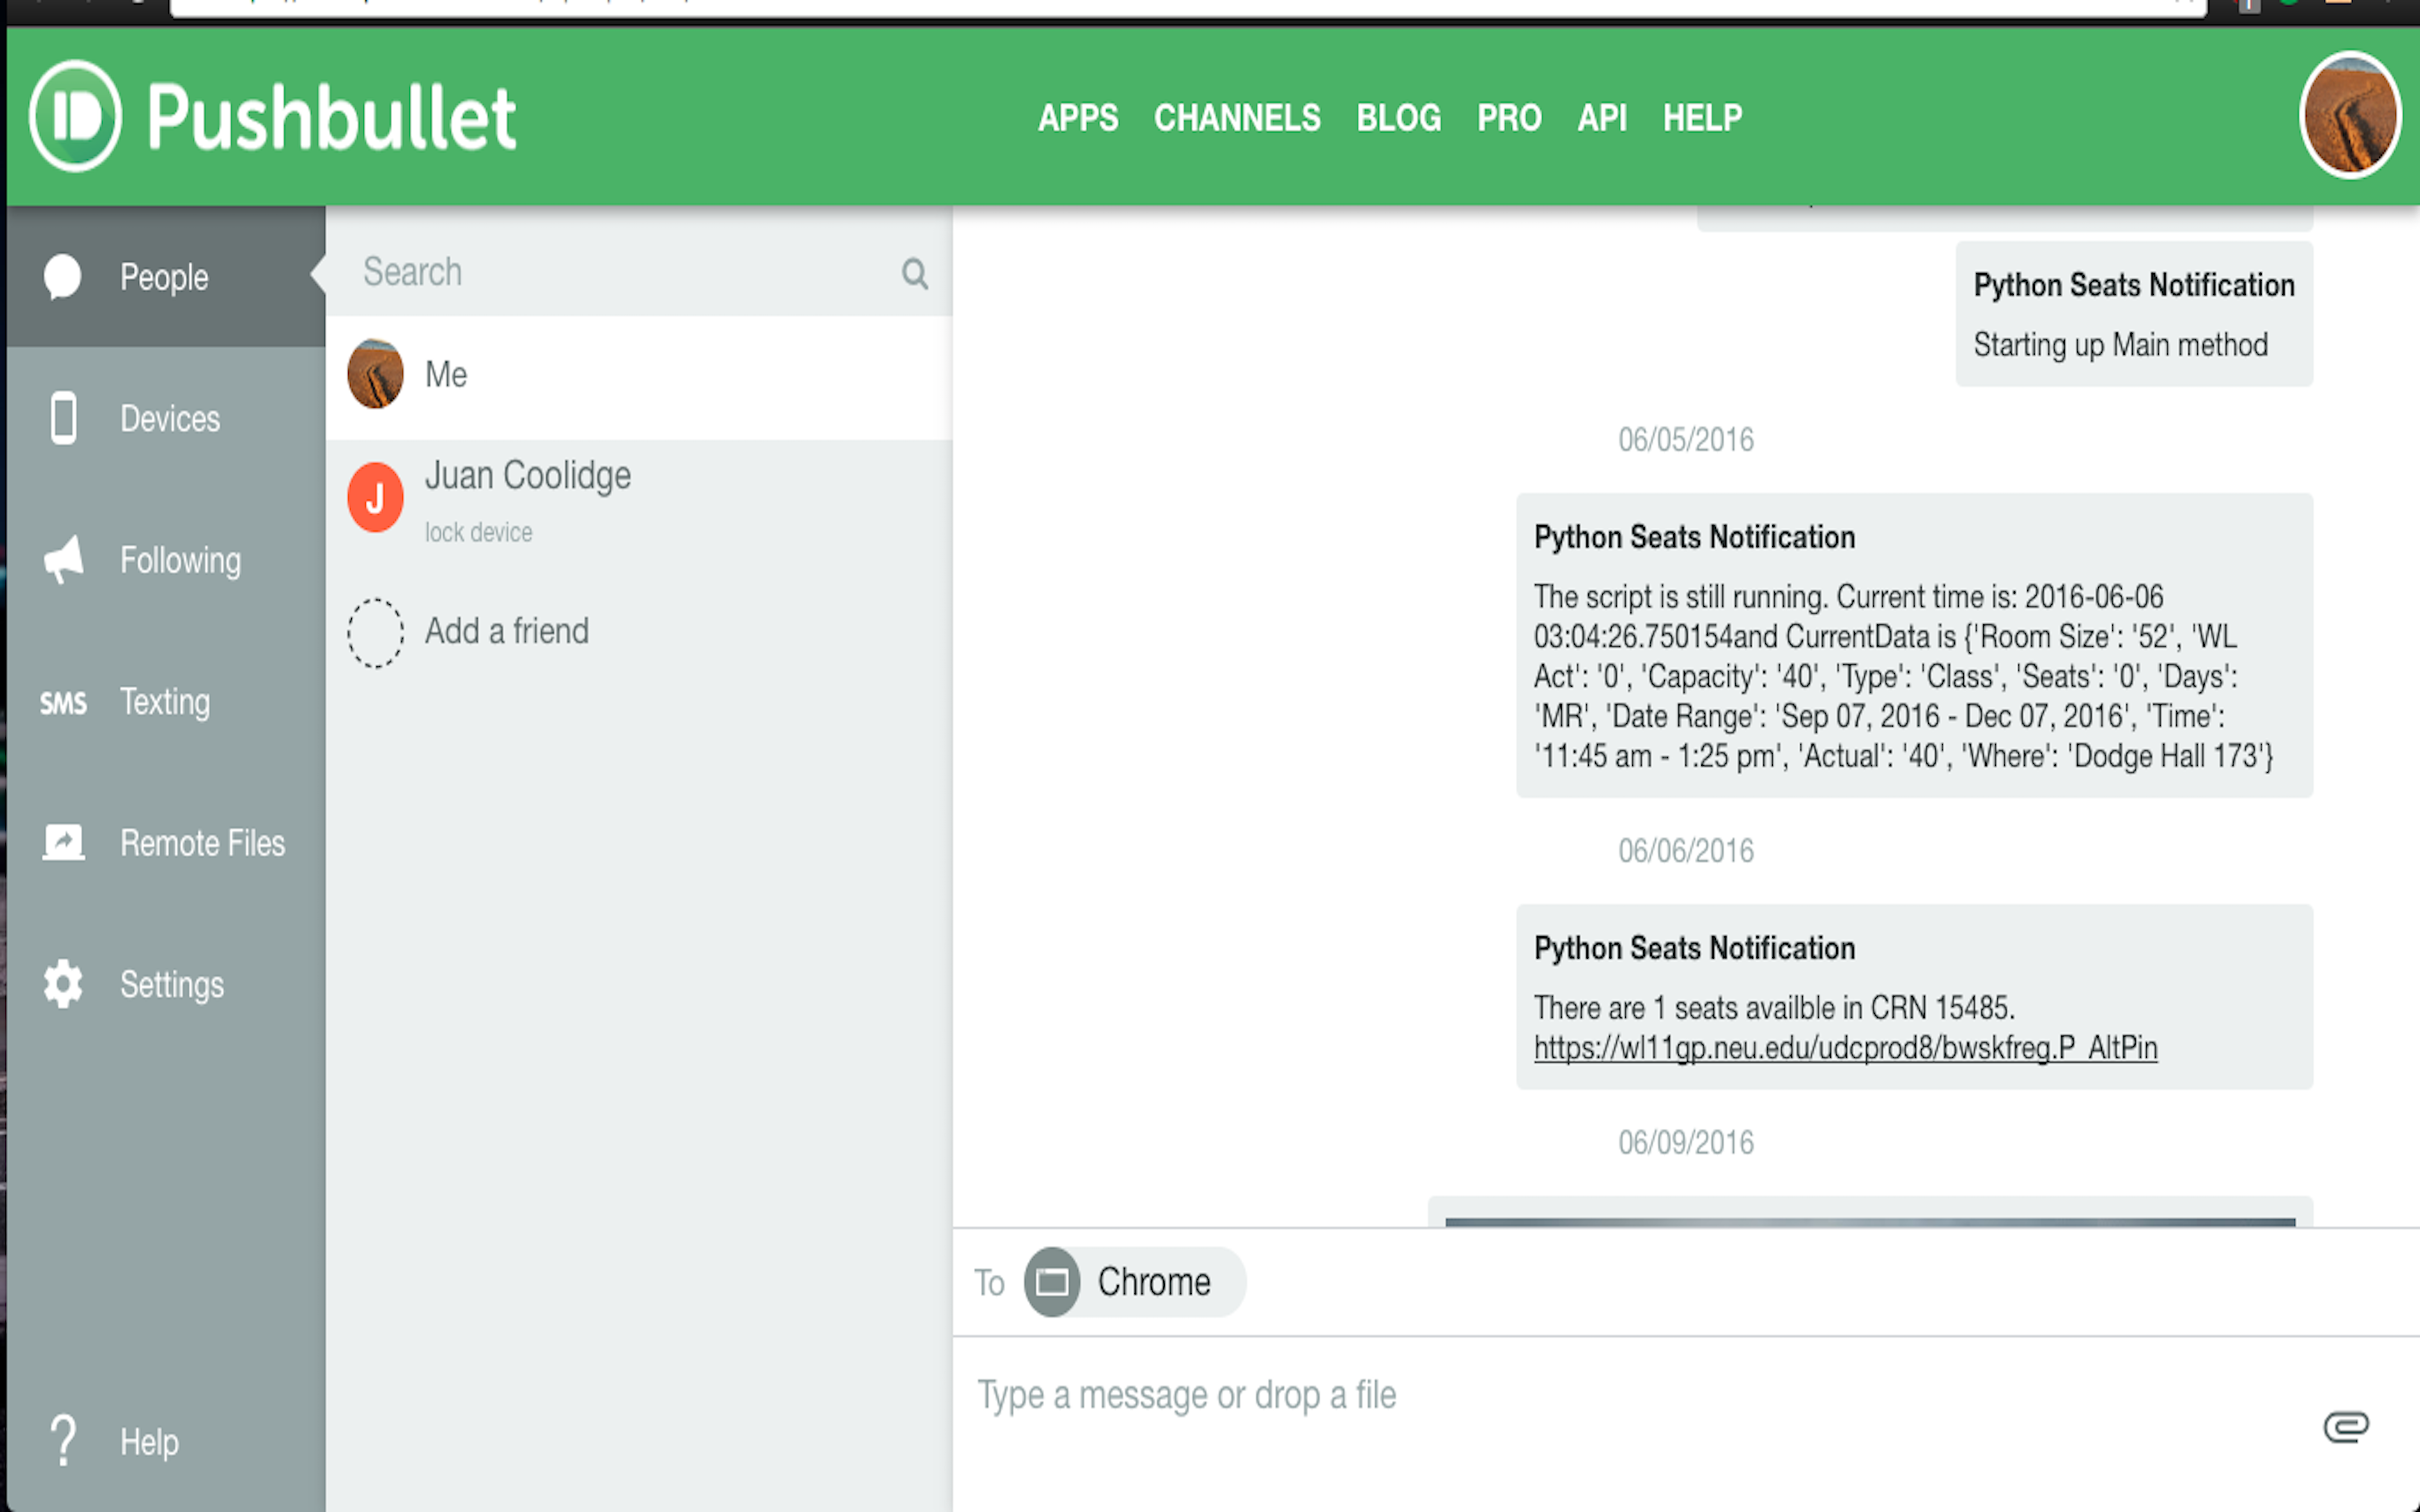 Pushbullet
APPS CHANNELS BLOG PRO API HELP
People
Devices
Following
SMS Texting
Remote Files
Settings
Help
Search
Me
J
Juan Coolidge
lock device
Add a friend
Python Seats Notification
Starting up Main method
06/05/2016
Python Seats Notification
The script is still running. Current time is: 2016-06-06
03:04:26.750154and CurrentData is {'Room Size': '52', 'WL
Act': '0', 'Capacity': '40', 'Type': 'Class', 'Seats': '0', 'Days':
'MR', 'Date Range': 'Sep 07, 2016 - Dec 07, 2016', 'Time':
'11:45 am - 1:25 pm', 'Actual': '40', 'Where': 'Dodge Hall 173'}
06/06/2016
Python Seats Notification
There are 1 seats availble in CRN 15485.
https://wl11gp.neu.edu/udcprod8/bwskfreg.P_AltPin
06/09/2016
To Chrome
Type a message or drop a file